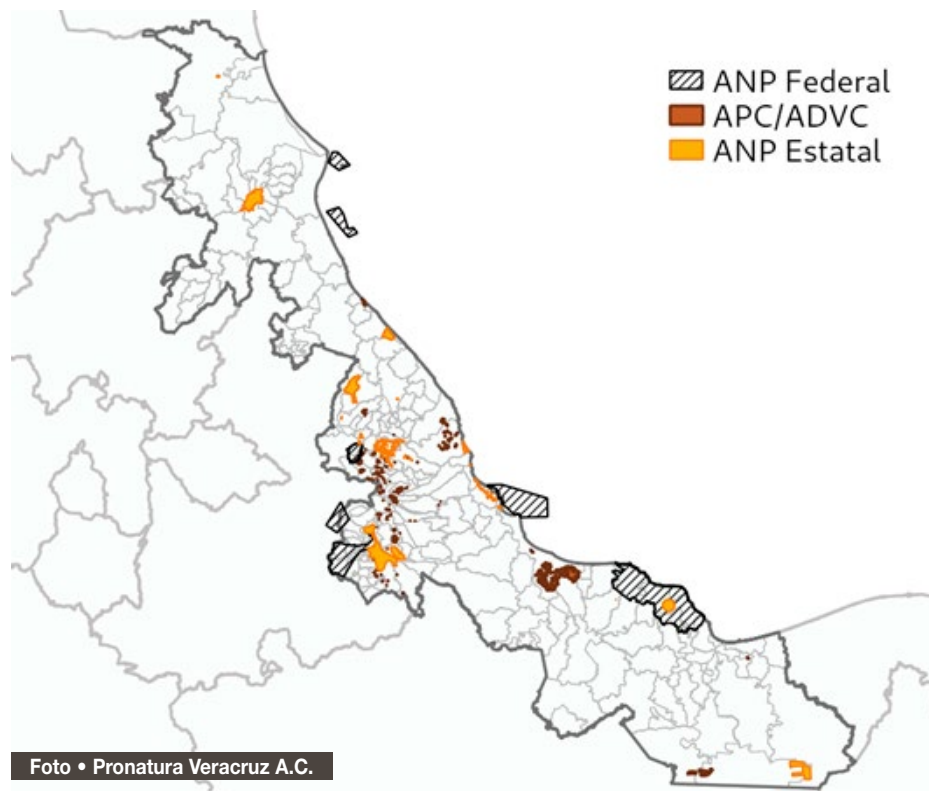 ANP Federal
APC/ADVC
ANP Estatal
Foto • Pronatura Veracruz A.C.